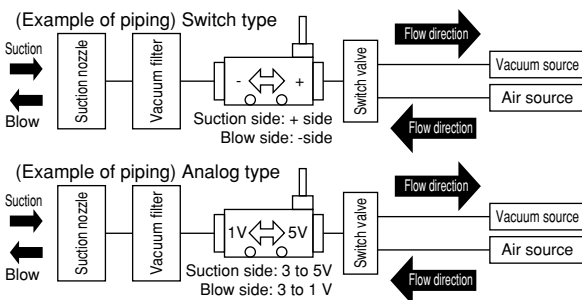 (Example of piping) Switch type
Suction
Blow
Suction nozzle
Vacuum filter
- +
Suction side: + side
Blow side: -side
Switch valve
Flow direction
Vacuum source
Air source
Flow direction
(Example of piping) Analog type
Suction
Blow
Suction nozzle
Vacuum filter
1V 5V
Suction side: 3 to 5V
Blow side: 3 to 1 V
Switch valve
Flow direction
Vacuum source
Air source
Flow direction